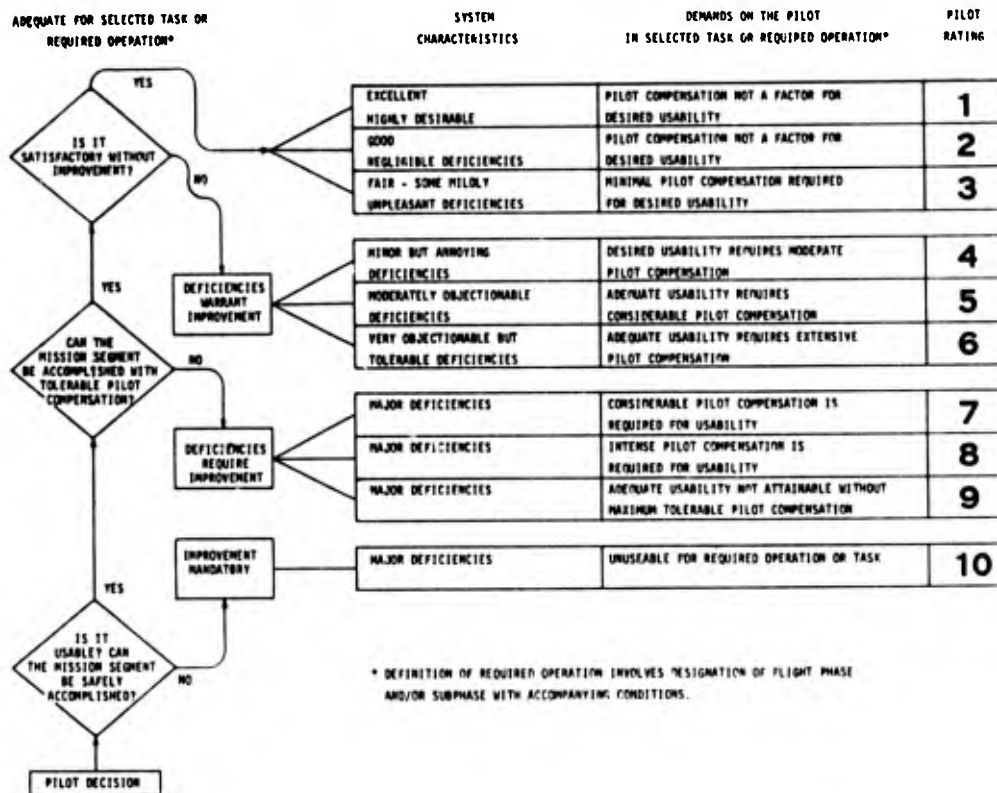 ADEQUATE FOR SELECTED TASK OR
REQUIRED OPERATION*
SYSTEM
CHARACTERISTICS
DEMANDS ON THE PILOT
IN SELECTED TASK OR REQUIRED OPERATION*
PILOT
RATING
YES
IS IT
SATISFACTORY WITHOUT
IMPROVEMENT?
NO
EXCELLENT
HIGHLY DESIRABLE
PILOT COMPENSATION NOT A FACTOR FOR
DESIRED USABILITY
1
GOOD
NEGLIGIBLE DEFICIENCIES
PILOT COMPENSATION NOT A FACTOR FOR
DESIRED USABILITY
2
FAIR - SOME MILDLY
UNPLEASANT DEFICIENCIES
MINIMAL PILOT COMPENSATION REQUIRED
FOR DESIRED USABILITY
3
YES
DEFICIENCIES
WARRANT
IMPROVEMENT
MINOR BUT ANNOYING
DEFICIENCIES
DESIRED USABILITY REQUIRES MODERATE
PILOT COMPENSATION
4
MODERATELY OBJECTIONABLE
DEFICIENCIES
ADEQUATE USABILITY REQUIRES
CONSIDERABLE PILOT COMPENSATION
5
VERY OBJECTIONABLE BUT
TOLERABLE DEFICIENCIES
ADEQUATE USABILITY REQUIRES EXTENSIVE
PILOT COMPENSATION
6
CAN THE
MISSION SEGMENT
BE ACCOMPLISHED WITH
TOLERABLE PILOT
COMPENSATION?
NO
DEFICIENCIES
REQUIRE
IMPROVEMENT
MAJOR DEFICIENCIES
CONSIDERABLE PILOT COMPENSATION IS
REQUIRED FOR USABILITY
7
MAJOR DEFICIENCIES
INTENSE PILOT COMPENSATION IS
REQUIRED FOR USABILITY
8
MAJOR DEFICIENCIES
ADEQUATE USABILITY NOT ATTAINABLE WITHOUT
MAXIMUM TOLERABLE PILOT COMPENSATION
9
YES
IMPROVEMENT
MANDATORY
MAJOR DEFICIENCIES
UNUSEABLE FOR REQUIRED OPERATION OR TASK
10
IS IT
USABLE? CAN
THE MISSION SEGMENT
BE SAFELY
ACCOMPLISHED?
NO
* DEFINITION OF REQUIRED OPERATION INVOLVES DESIGNATION OF FLIGHT PHASE
AND/OR SUBPHASE WITH ACCOMPANYING CONDITIONS.
PILOT DECISION